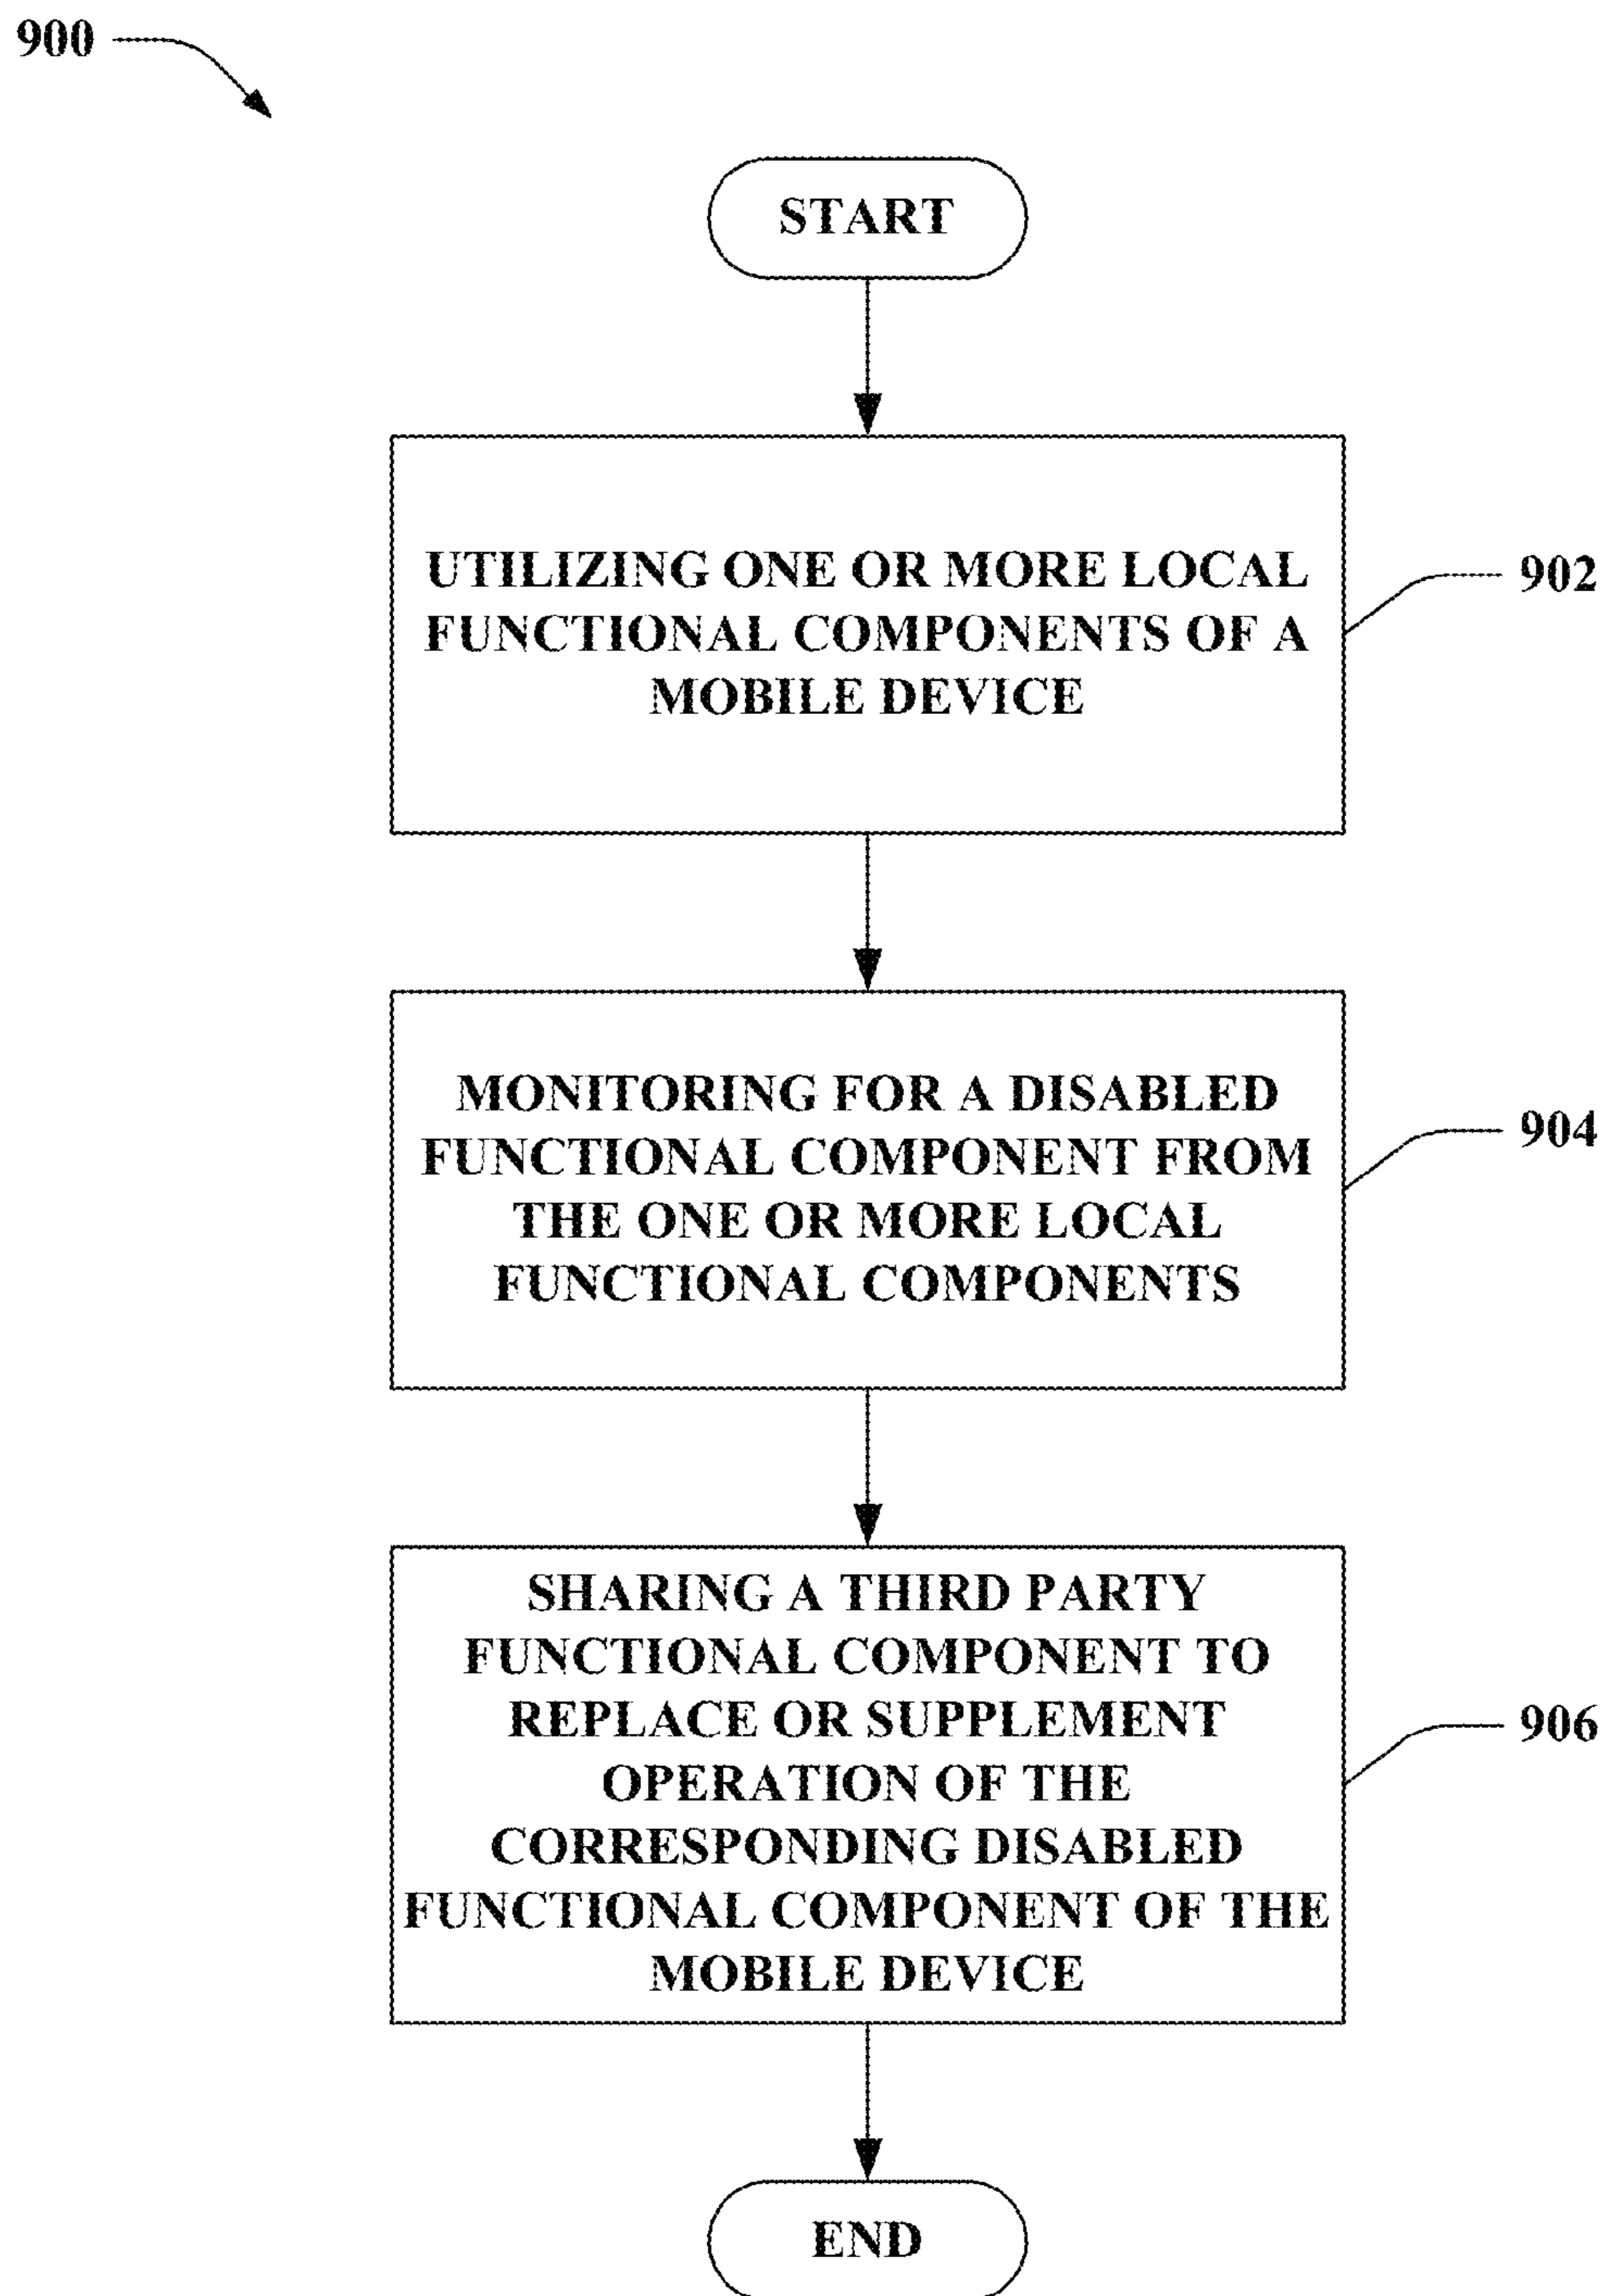 900
START
UTILIZING ONE OR MORE LOCAL
FUNCTIONAL COMPONENTS OF A
MOBILE DEVICE
902
MONITORING FOR A DISABLED
FUNCTIONAL COMPONENT FROM
THE ONE OR MORE LOCAL
FUNCTIONAL COMPONENTS
904
SHARING A THIRD PARTY
FUNCTIONAL COMPONENT TO
REPLACE OR SUPPLEMENT
OPERATION OF THE
CORRESPONDING DISABLED
FUNCTIONAL COMPONENT OF THE
MOBILE DEVICE
906
END